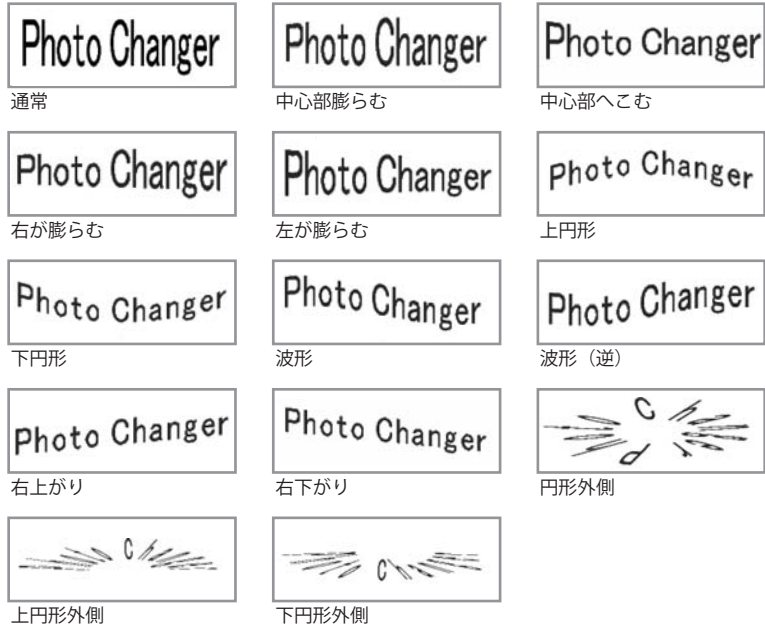 Photo Changer
通常
Photo Changer
中心部膨らむ
Photo Changer
中心部へこむ
Photo Changer
右が膨らむ
Photo Changer
左が膨らむ
Photo Changer
上円形
Photo Changer
下円形
Photo Changer
波形
Photo Changer
波形（逆）
Photo Changer
右上がり
Photo Changer
右下がり
円形外側
上円形外側
下円形外側